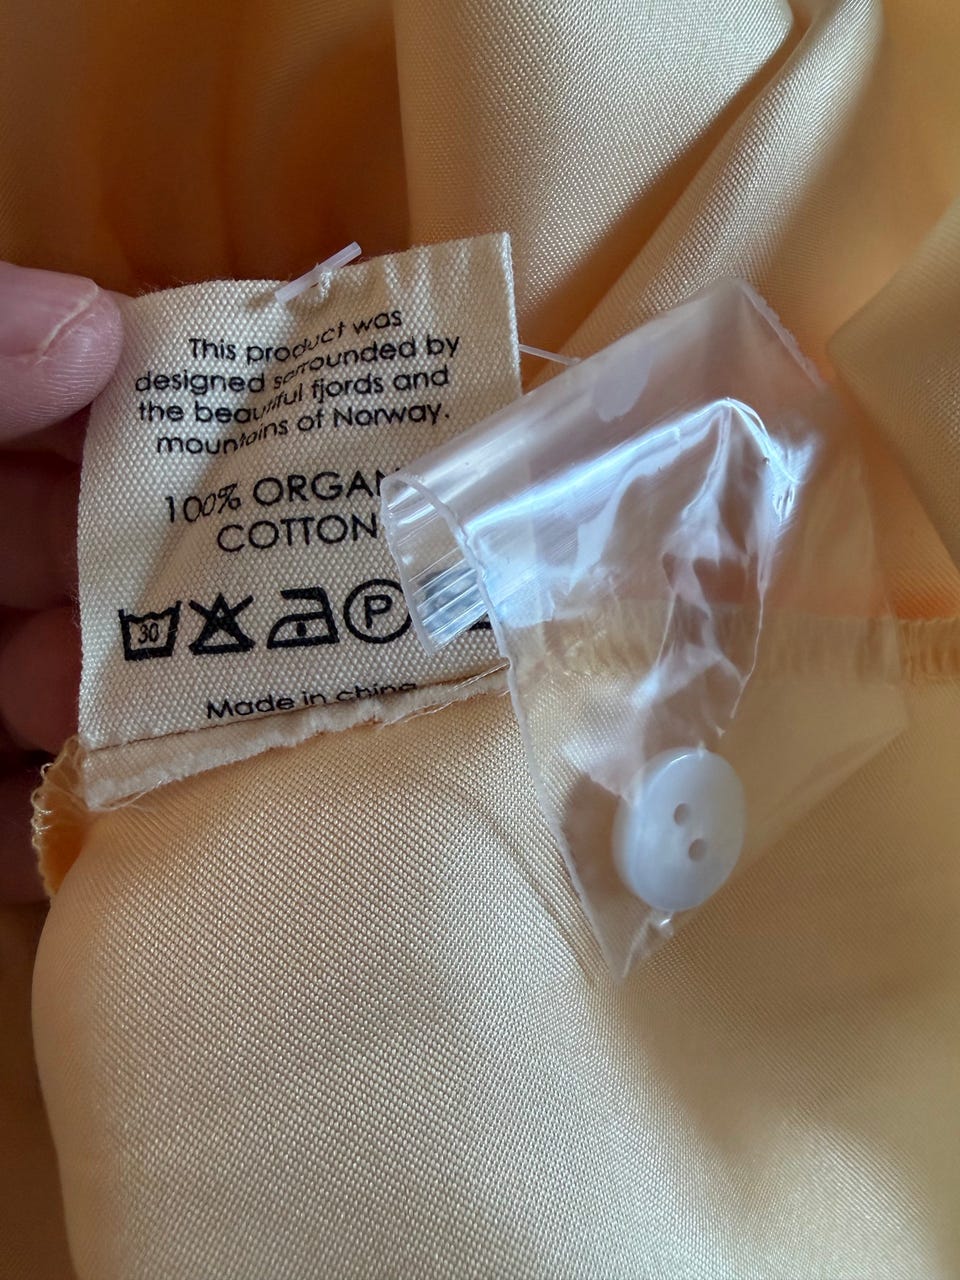 This product was
designed surrounded by
the beautiful fjords and
mountains of Norway.
100% ORGAN
COTTON
30 P
Made in china